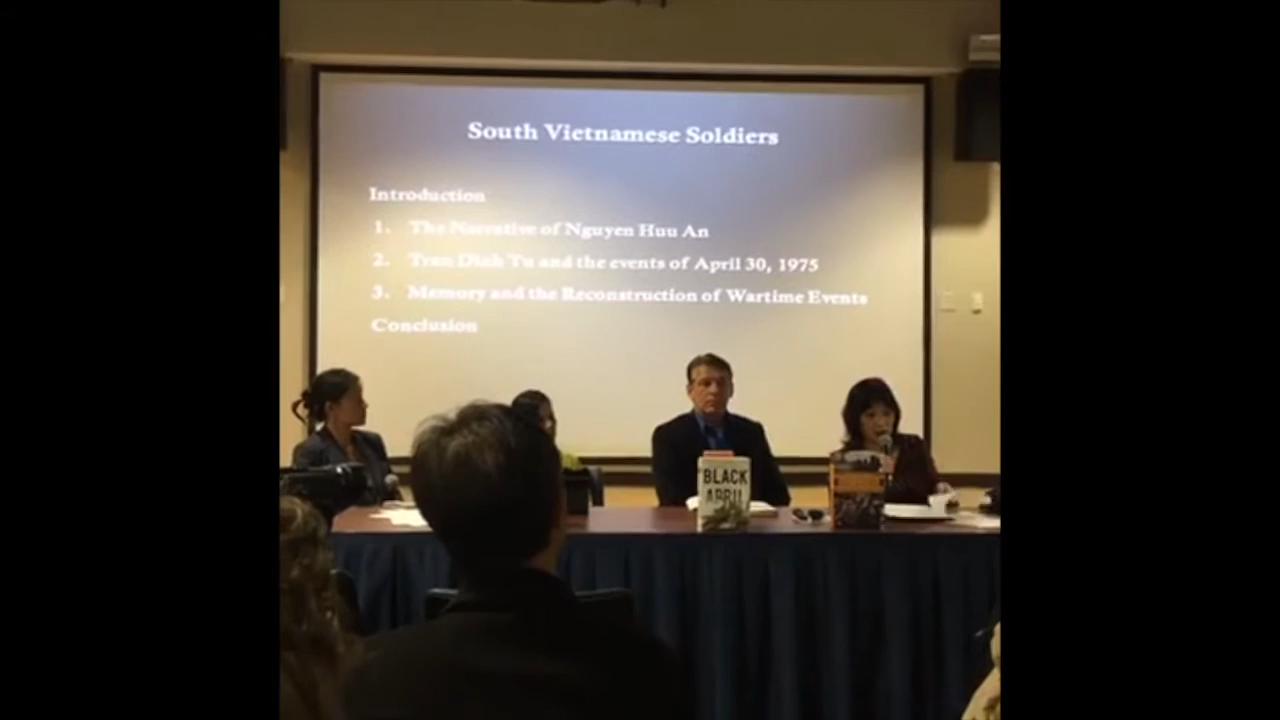 South Vietnamese Soldiers
Introduction
1. The Narrative of Nguyen Huu An
2. Tran Dinh Tu and the events of April 30, 1975
3. Memory and the Reconstruction of Wartime Events
Conclusion
BLACK
APRIL